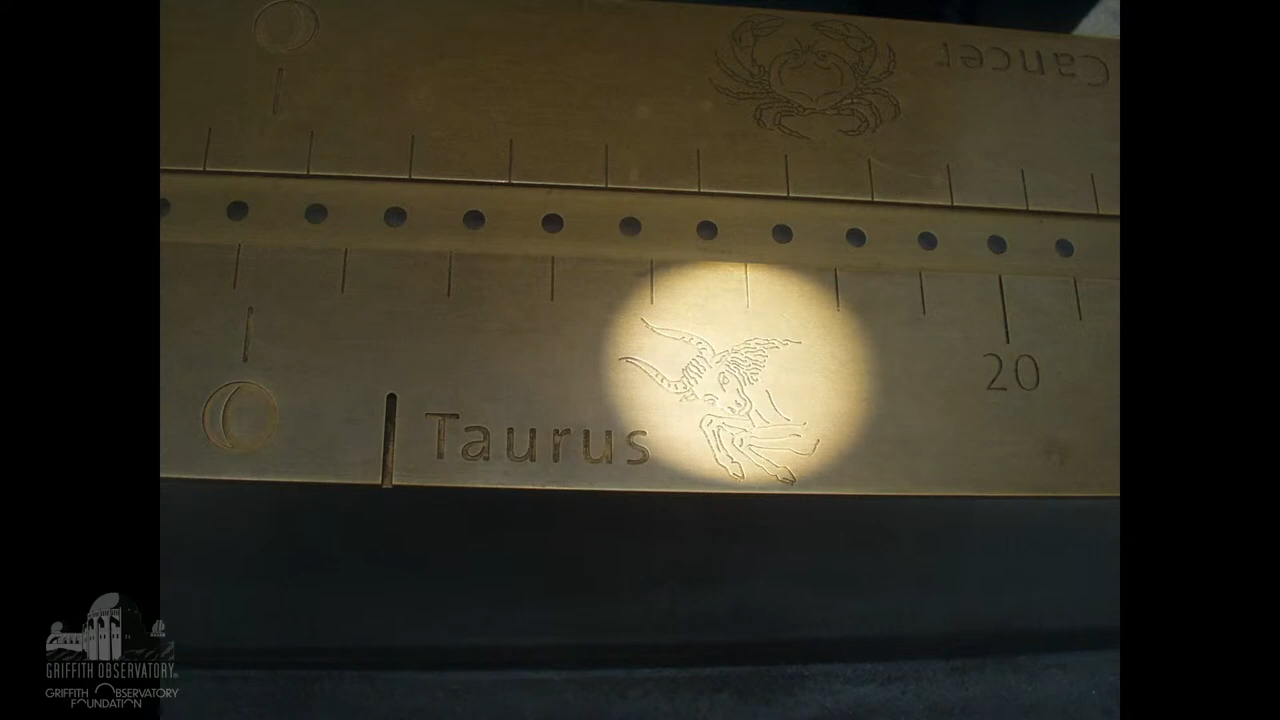 Cancer
Taurus
20
GRIFFITH OBSERVATORY
GRIFFITH OBSERVATORY
FOUNDATION